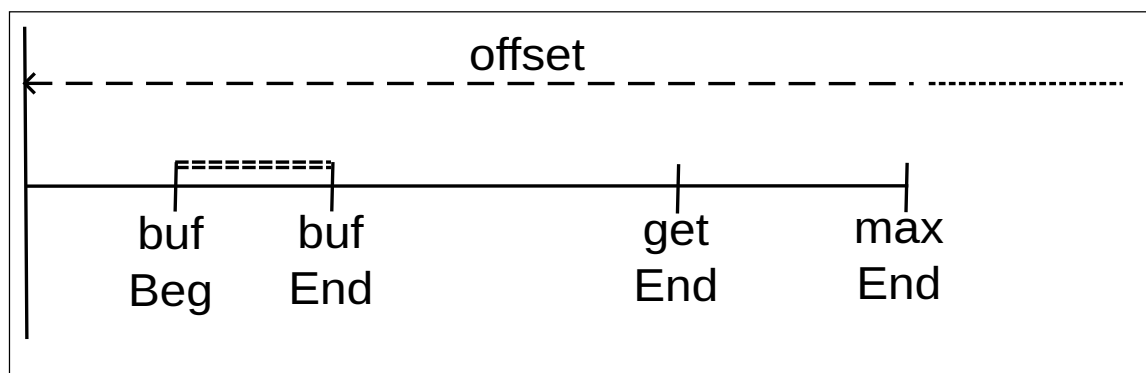 offset
buf
Beg
buf
End
get
End
max
End